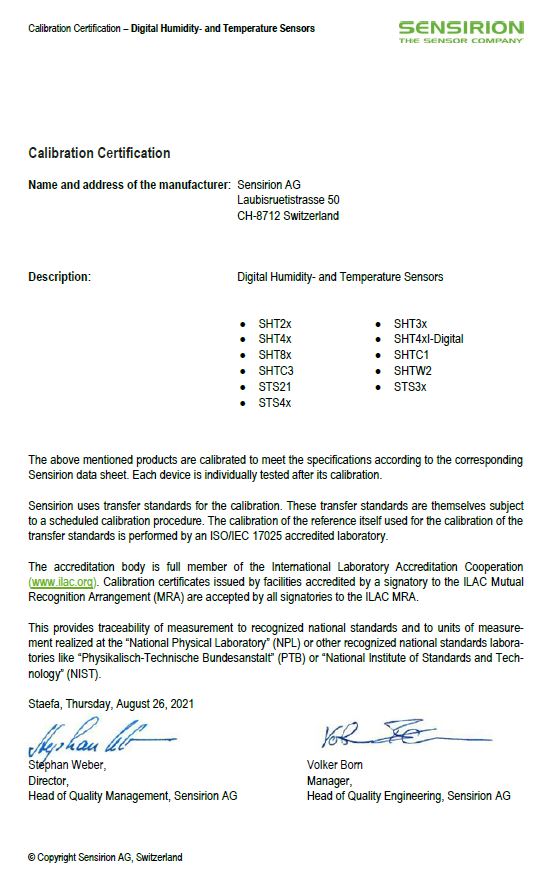 Calibration Certification – Digital Humidity- and Temperature Sensors
SENSIRION
THE SENSOR COMPANY
Calibration Certification
Name and address of the manufacturer: Sensirion AG
Laubisruetistrasse 50
CH-8712 Switzerland
Description: Digital Humidity- and Temperature Sensors
• SHT2x • SHT3x
• SHT4x • SHT4xI-Digital
• SHT8x • SHTC1
• SHTC3 • SHTW2
• STS21 • STS3x
• STS4x
The above mentioned products are calibrated to meet the specifications according to the corresponding
Sensirion data sheet. Each device is individually tested after its calibration.
Sensirion uses transfer standards for the calibration. These transfer standards are themselves subject
to a scheduled calibration procedure. The calibration of the reference itself used for the calibration of the
transfer standards is performed by an ISO/IEC 17025 accredited laboratory.
The accreditation body is full member of the International Laboratory Accreditation Cooperation
(www.ilac.org). Calibration certificates issued by facilities accredited by a signatory to the ILAC Mutual
Recognition Arrangement (MRA) are accepted by all signatories to the ILAC MRA.
This provides traceability of measurement to recognized national standards and to units of measure-
ment realized at the “National Physical Laboratory” (NPL) or other recognized national standards labora-
tories like “Physikalisch-Technische Bundesanstalt” (PTB) or “National Institute of Standards and Tech-
nology” (NIST).
Staefa, Thursday, August 26, 2021
Stephan Weber, Volker Born
Director, Manager,
Head of Quality Management, Sensirion AG Head of Quality Engineering, Sensirion AG
© Copyright Sensirion AG, Switzerland